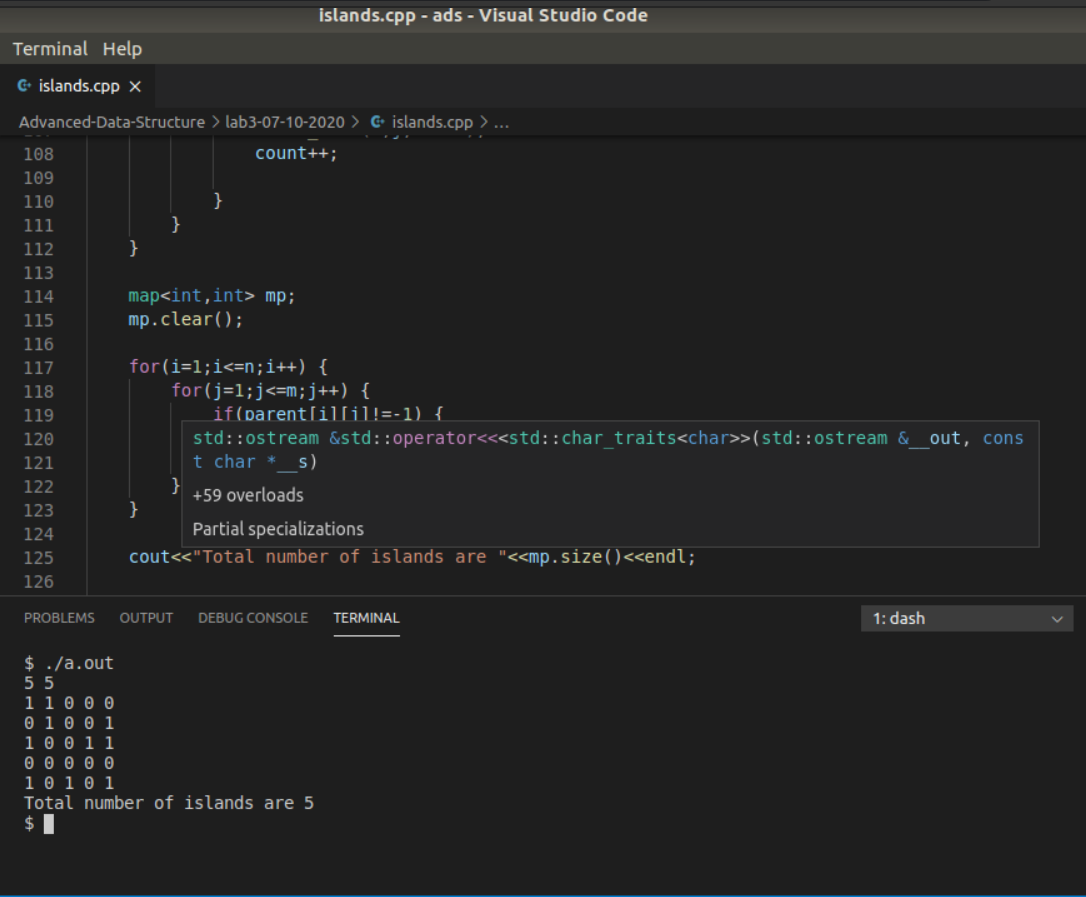 islands.cpp - ads - Visual Studio Code
Terminal Help
islands.cpp ×
Advanced-Data-Structure > lab3-07-10-2020 > islands.cpp > ...
108 count++;
109
110 }
111 }
112 }
113
114 map<int,int> mp;
115 mp.clear();
116
117 for(i=1;i<=n;i++) {
118 for(j=1;j<=m;j++) {
119 if(parent[i][j]!=-1) {
120 std::ostream &std::operator<<<std::char_traits<char>>(std::ostream &__out, cons
121 t char *__s)
122 }
+59 overloads
123 }
Partial specializations
124
125 cout<<"Total number of islands are "<<mp.size()<<endl;
126
PROBLEMS OUTPUT DEBUG CONSOLE TERMINAL 1: dash
$ ./a.out
5 5
1 1 0 0 0
0 1 0 0 1
1 0 0 1 1
0 0 0 0 0
1 0 1 0 1
Total number of islands are 5
$